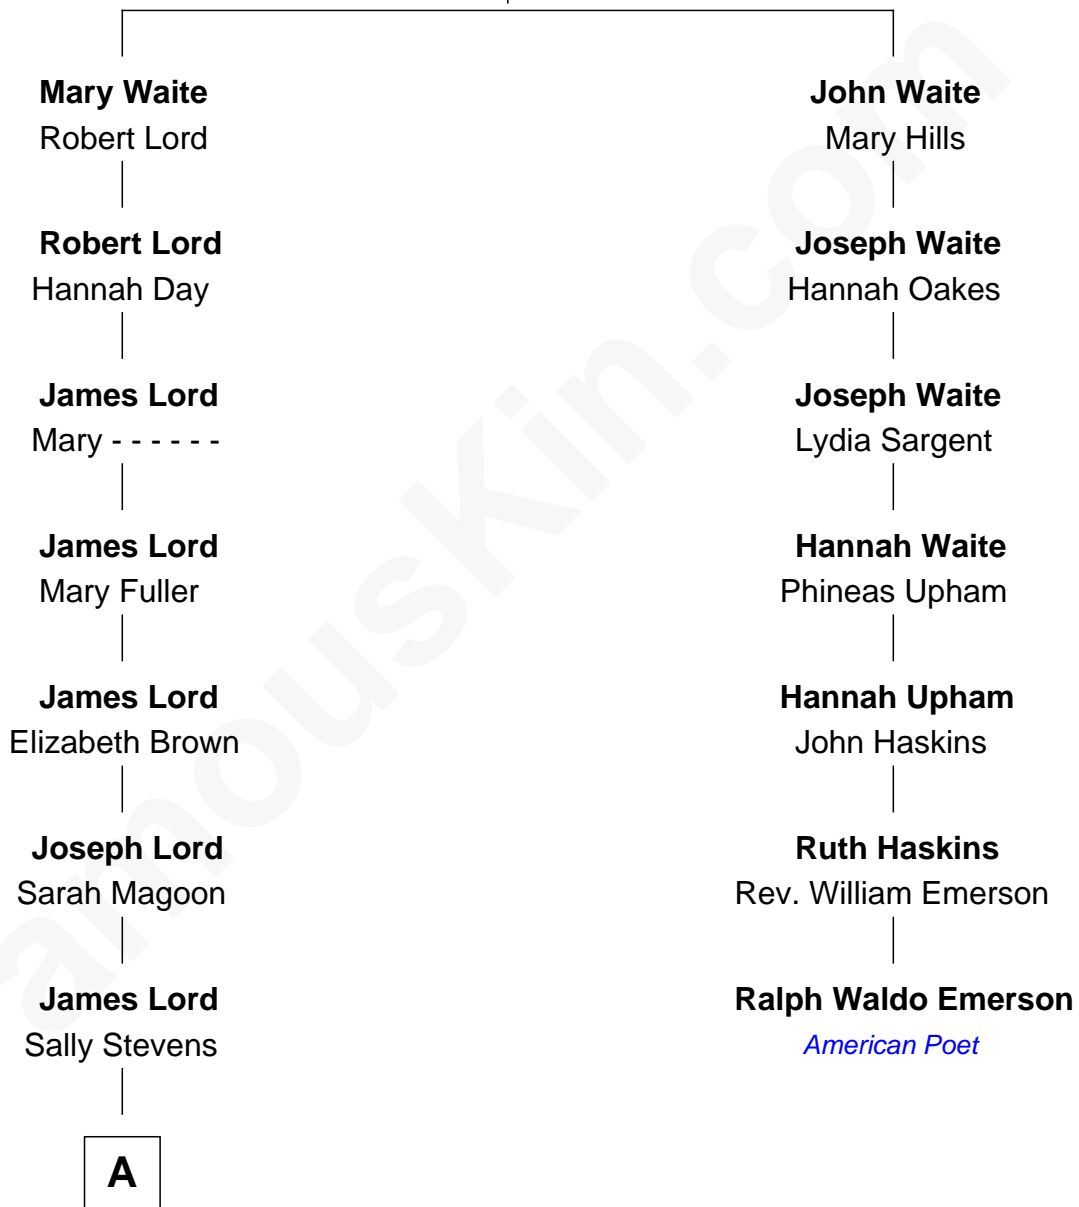 Mary Waite
Robert Lord
Robert Lord
Hannah Day
James Lord
Mary - - - - - -
James Lord
Mary Fuller
James Lord
Elizabeth Brown
Joseph Lord
Sarah Magoon
James Lord
Sally Stevens
A
John Waite
Mary Hills
Joseph Waite
Hannah Oakes
Joseph Waite
Lydia Sargent
Hannah Waite
Phineas Upham
Hannah Upham
John Haskins
Ruth Haskins
Rev. William Emerson
Ralph Waldo Emerson
American Poet
amousKin.com